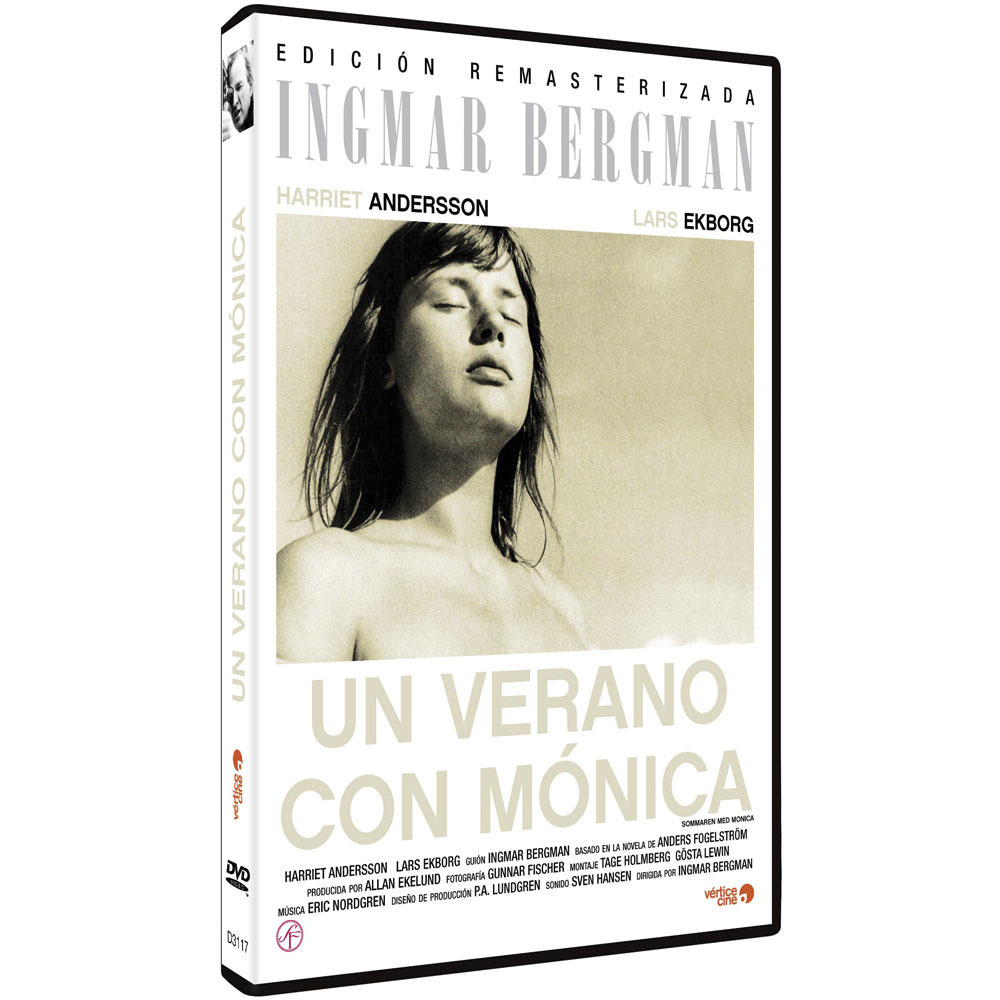 EDICIÓN REMASTERIZADA
INGMAR BERGMAN
HARRIET ANDERSSON LARS EKBORG
UN VERANO
CON MÓNICA
SOMMAREN MED MONICA
HARRIET ANDERSSON LARS EKBORG GUIÓN INGMAR BERGMAN BASADO EN LA NOVELA DE ANDERS FOGELSTRÖM
PRODUCIDA POR ALLAN EKELUND FOTOGRAFÍA GUNNAR FISCHER MONTAJE TAGE HOLMBERG GÖSTA LEWIN
MÚSICA ERIC NORDGREN DISEÑO DE PRODUCCIÓN P.A. LUNDGREN SONIDO SVEN HANSEN DIRIGIDA POR INGMAR BERGMAN
vértice
cine
SF
UN VERANO CON MÓNICA
vértice
cine
DVD
VIDEO
D3117